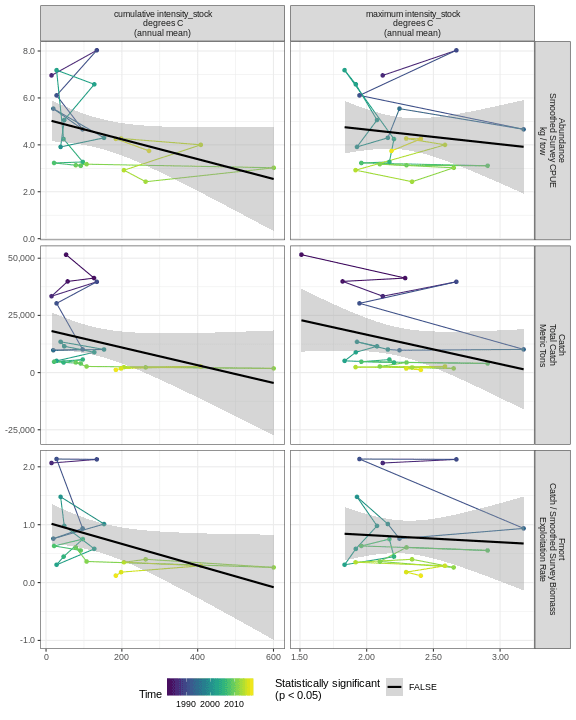 cumulative intensity_stock
degrees C
(annual mean)
maximum intensity_stock
degrees C
(annual mean)
8.0
6.0
4.0
2.0
0.0
Abundance
Smoothed Survey CPUE
kg / tow
50,000
25,000
0
-25,000
Catch
Total Catch
Metric Tons
2.0
1.0
0.0
-1.0
Fmort
Catch / Smoothed Survey Biomass
Exploitation Rate
0 200 400 600 1.50 2.00 2.50 3.00
Time
1990 2000 2010
Statistically significant
(p < 0.05)
FALSE